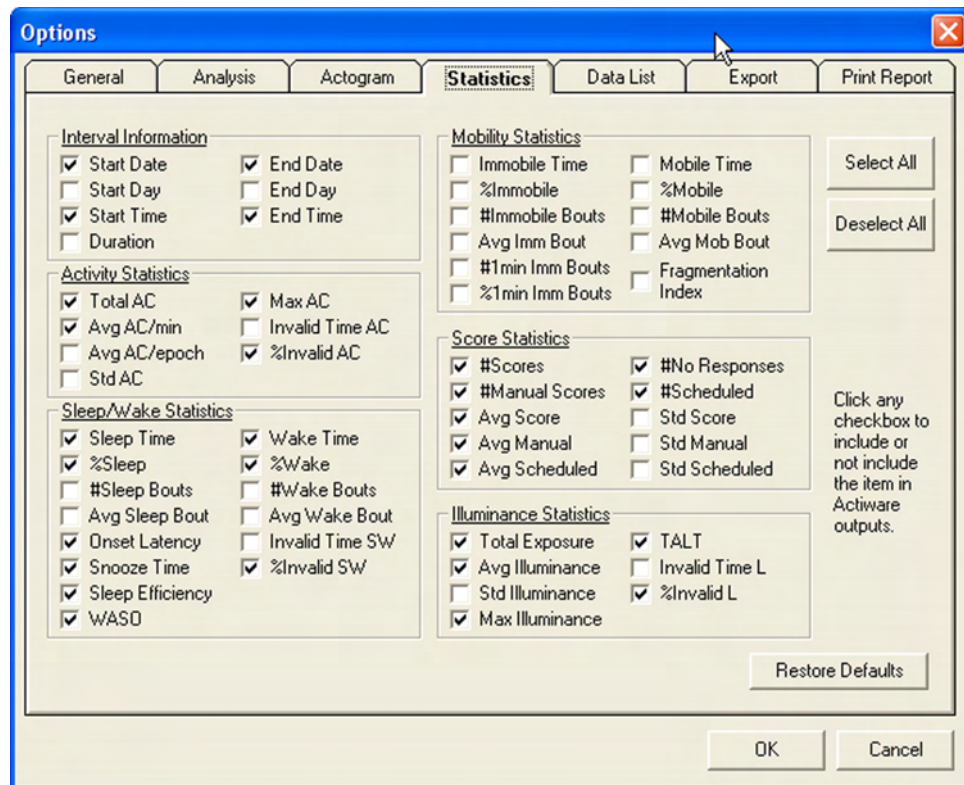 Options
General Analysis Actogram Statistics Data List Export Print Report
Interval Information
Start Date End Date
Start Day End Day
Start Time End Time
Duration
Activity Statistics
Total AC Max AC
Avg AC/min Invalid Time AC
Avg AC/epoch %Invalid AC
Std AC
Sleep/Wake Statistics
Sleep Time Wake Time
%Sleep %Wake
#Sleep Bouts #Wake Bouts
Avg Sleep Bout Avg Wake Bout
Onset Latency Invalid Time SW
Snooze Time %Invalid SW
Sleep Efficiency
WASO
Mobility Statistics
Immobile Time Mobile Time
%Immobile %Mobile
#Immobile Bouts #Mobile Bouts
Avg Imm Bout Avg Mob Bout
#1min Imm Bouts Fragmentation
%1min Imm Bouts Index
Score Statistics
#Scores #No Responses
#Manual Scores #Scheduled
Avg Score Std Score
Avg Manual Std Manual
Avg Scheduled Std Scheduled
Illuminance Statistics
Total Exposure TALT
Avg Illuminance Invalid Time L
Std Illuminance %Invalid L
Max Illuminance
Select All
Deselect All
Click any
checkbox to
include or
not include
the item in
Actiware
outputs.
Restore Defaults
OK Cancel